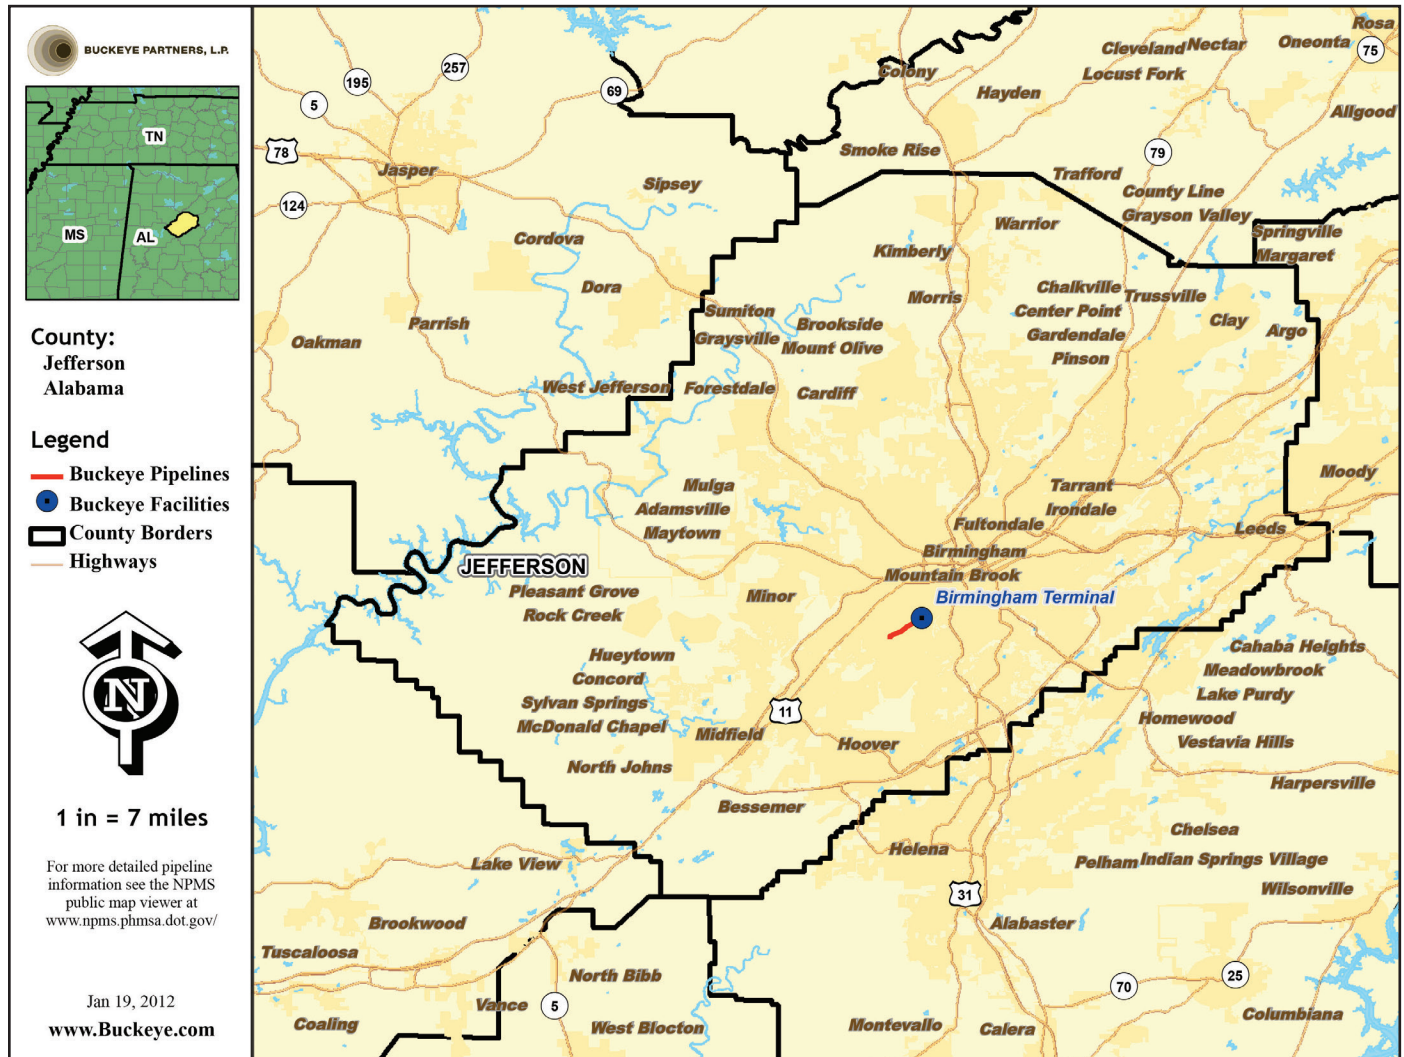 BUCKEYE PARTNERS, L.P.
TN
MS
AL
County:
Jefferson
Alabama
Legend
Buckeye Pipelines
Buckeye Facilities
County Borders
Highways
N
1 in = 7 miles
For more detailed pipeline
information see the NPMS
public map viewer at
www.npms.phmsa.dot.gov/
Jan 19, 2012
www.Buckeye.com
Rosa
Cleveland
Nectar
Oneonta
75
257
195
Colony
Locust Fork
69
Hayden
5
Allgood
78
Smoke Rise
79
Jasper
Trafford
Sipsey
County Line
124
Grayson Valley
Warrior
Springville
Cordova
Kimberly
Margaret
Dora
Chalkville
Trussville
Morris
Sumiton
Center Point
Parrish
Brookside
Clay
Argo
Oakman
Graysville
Mount Olive
Gardendale
Pinson
West Jefferson
Forestdale
Cardiff
Moody
Mulga
Tarrant
Adamsville
Irondale
Maytown
Fultondale
Leeds
Birmingham
JEFFERSON
Mountain Brook
Pleasant Grove
Minor
Birmingham Terminal
Rock Creek
Cahaba Heights
Hueytown
Meadowbrook
Concord
Lake Purdy
Sylvan Springs
11
Homewood
McDonald Chapel
Midfield
Hoover
Vestavia Hills
North Johns
Harpersville
Bessemer
Chelsea
Helena
Lake View
Pelham
Indian Springs Village
31
Wilsonville
Brookwood
Alabaster
Tuscaloosa
North Bibb
25
70
Vance
5
Columbiana
Coaling
West Blocton
Montevallo
Calera